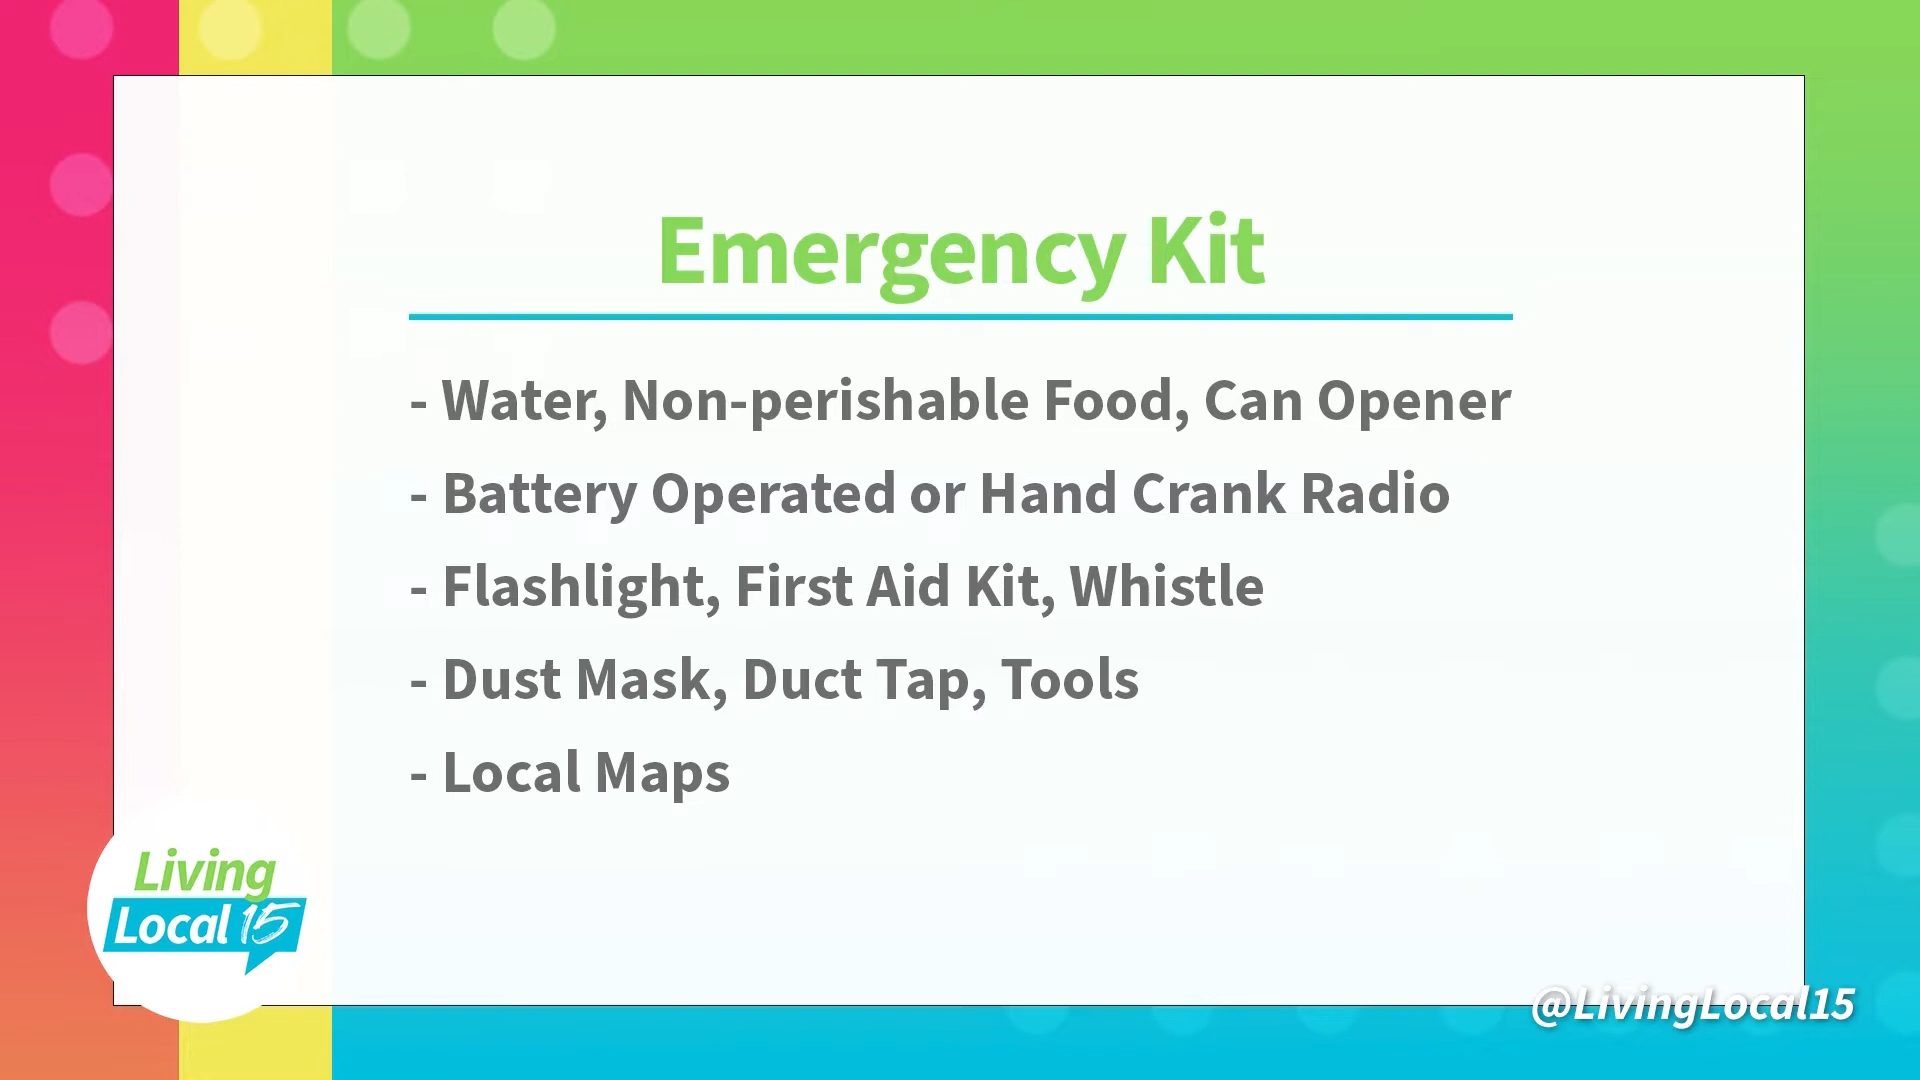 Emergency Kit
- Water, Non-perishable Food, Can Opener
- Battery Operated or Hand Crank Radio
- Flashlight, First Aid Kit, Whistle
- Dust Mask, Duct Tap, Tools
- Local Maps
Living
Local 15
@LivingLocal15